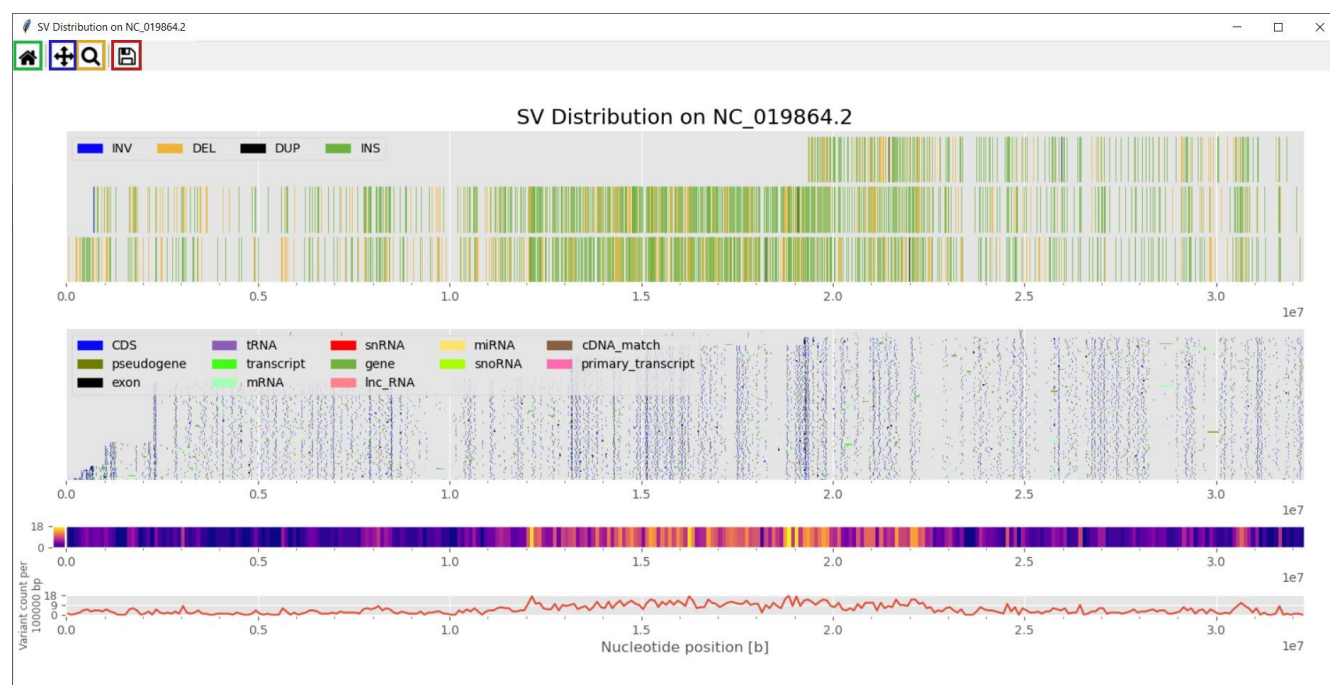 SV Distribution on NC_019864.2
SV Distribution on NC_019864.2
INV DEL DUP INS
0.0 0.5 1.0 1.5 2.0 2.5 3.0
1e7
CDS tRNA snRNA miRNA cDNA_match
pseudogene transcript gene snoRNA primary_transcript
exon mRNA lnc_RNA
0.0 0.5 1.0 1.5 2.0 2.5 3.0
1e7
18
0
0.0 0.5 1.0 1.5 2.0 2.5 3.0
1e7
Variant count per
100000 bp
18
9
0
0.0 0.5 1.0 1.5 2.0 2.5 3.0
Nucleotide position [b]
1e7